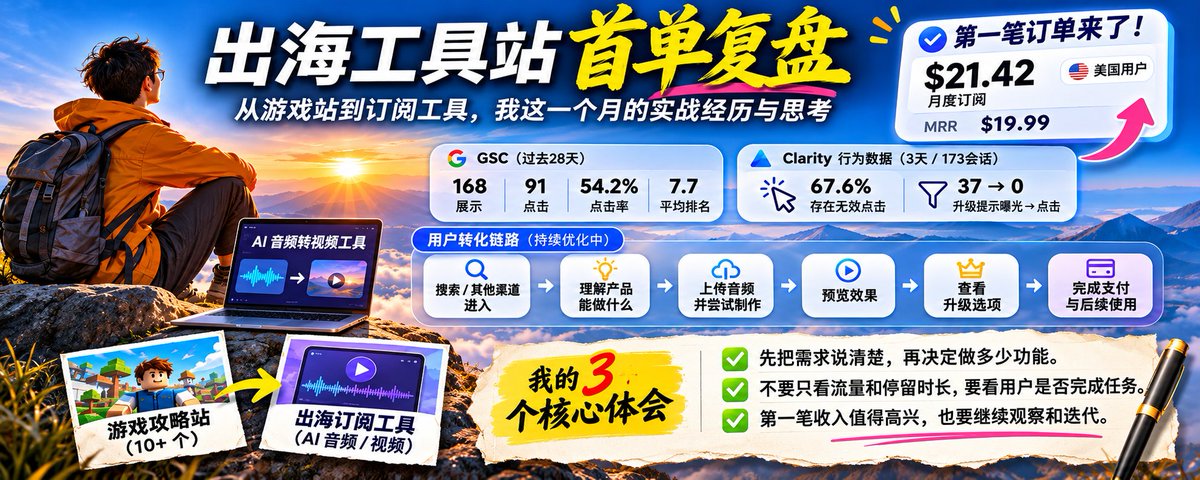 出海工具站 首单复盘
从游戏站到订阅工具，我这一个月的实战经历与思考
第一笔订单来了！
$21.42
月度订阅
美国用户
MRR $19.99
GSC（过去28天）
168 91 54.2% 7.7
展示 点击 点击率 平均排名
Clarity 行为数据（3天 / 173会话）
67.6% 37 → 0
存在无效点击 升级提示曝光→点击
用户转化链路（持续优化中）
搜索 / 其他渠道
进入
理解产品
能做什么
上传音频
并尝试制作
预览效果
查看
升级选项
完成支付
与后续使用
AI 音频转视频工具
游戏攻略站
（10+ 个）
出海订阅工具
（AI 音频 / 视频）
我的3
个核心体会
先把需求说清楚，再决定做多少功能。
不要只看流量和停留时长，要看用户是否完成任务。
第一笔收入值得高兴，也要继续观察和迭代。